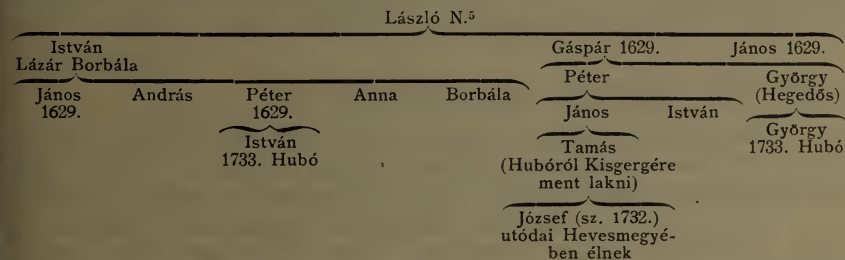 László N.⁵
István Gáspár 1629. János 1629.
Lázár Borbála
János András Péter Anna Borbála Péter György
1629. 1629. (Hegedős)
János István
István György
1733. Hubó 1733. Hubó
Tamás
(Hubóról Kisgergére
ment lakni)
József (sz. 1732.)
utódai Hevesmegyé-
ben élnek